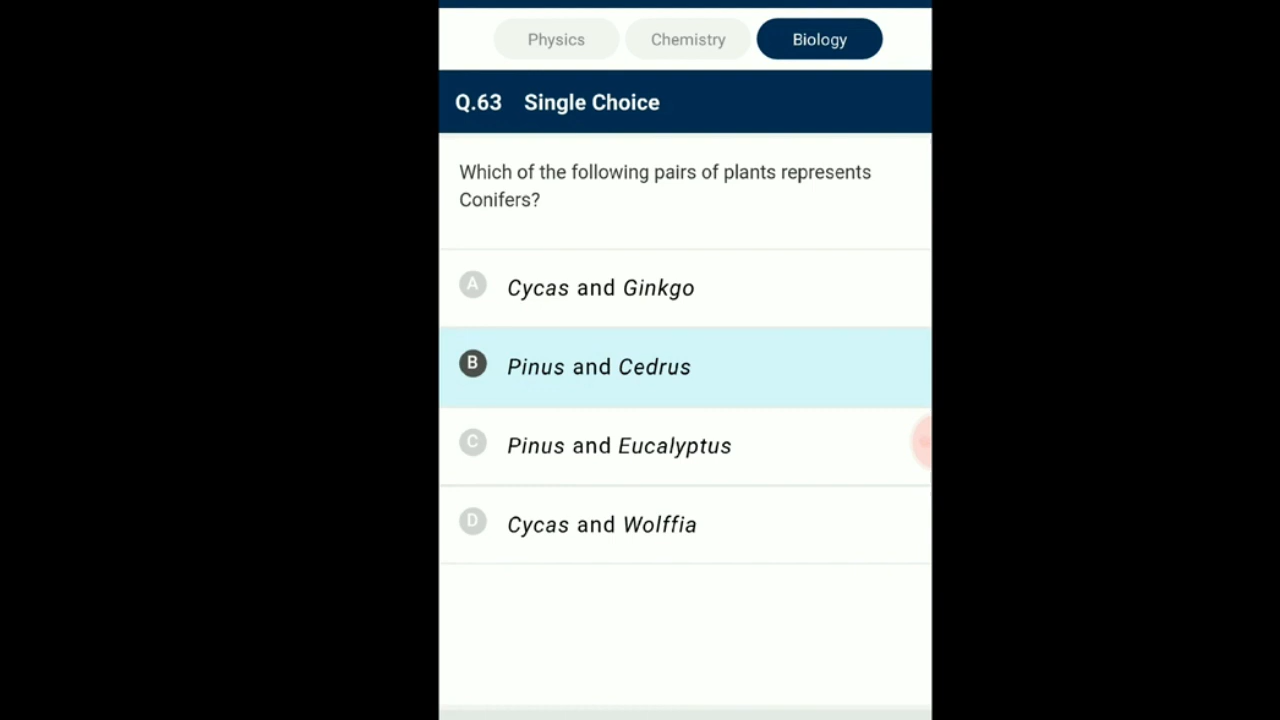 Physics Chemistry Biology
Q.63 Single Choice
Which of the following pairs of plants represents
Conifers?
A Cycas and Ginkgo
B Pinus and Cedrus
C Pinus and Eucalyptus
D Cycas and Wolffia